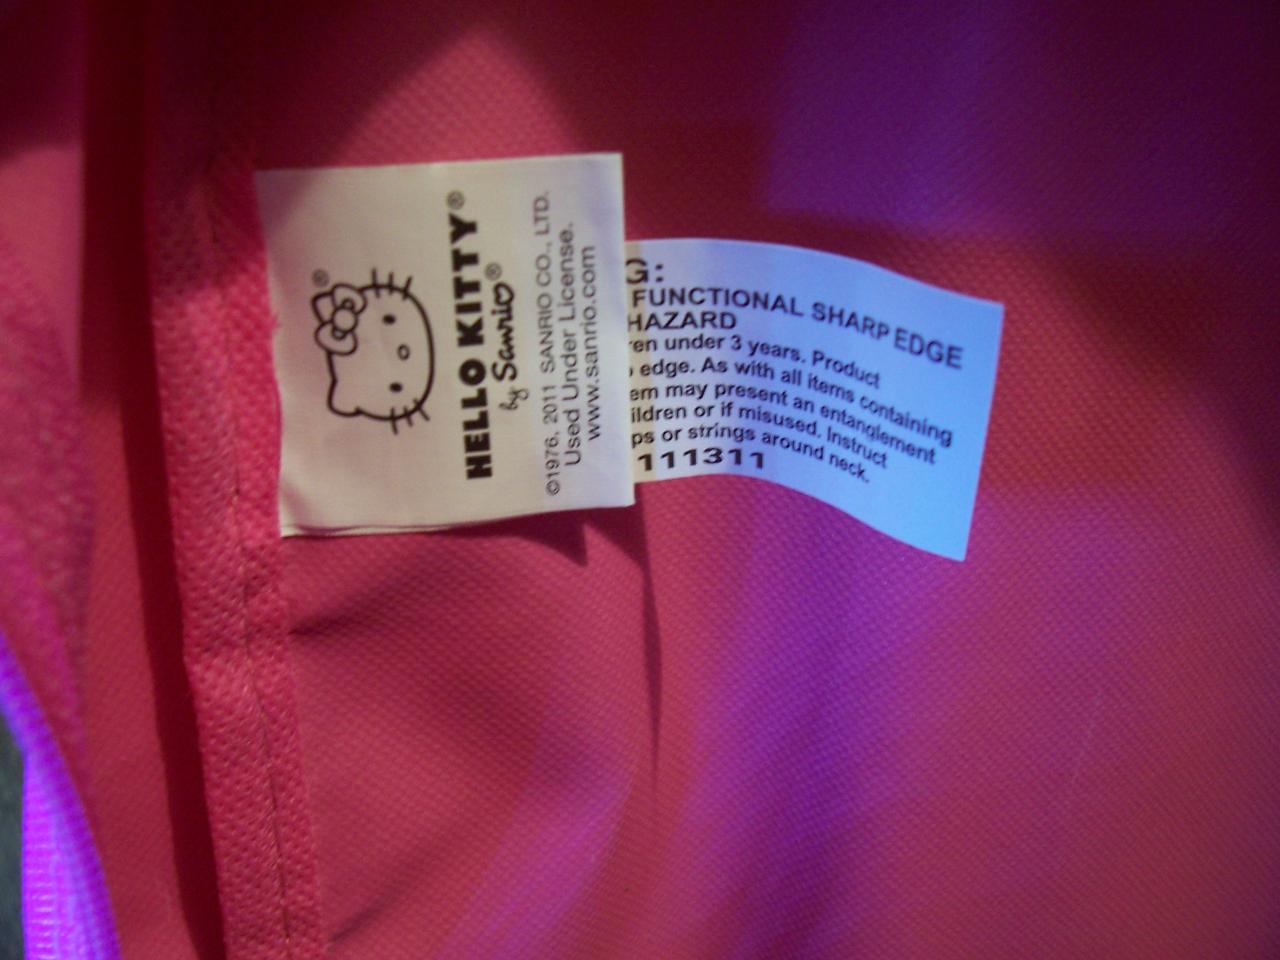 HELLO KITTY®
by Sanrio®
©1976, 2011 SANRIO CO., LTD.
Used Under License.
www.sanrio.com
G:
FUNCTIONAL SHARP EDGE
HAZARD
ren under 3 years. Product
edge. As with all items containing
em may present an entanglement
ildren or if misused. Instruct
ps or strings around neck.
111311